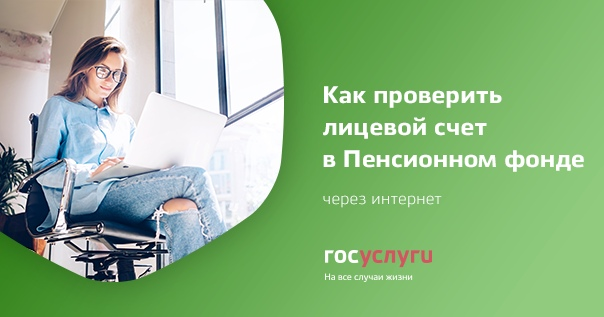 Как проверить
лицевой счет
в Пенсионном фонде
через интернет
госуслуги
На все случаи жизни